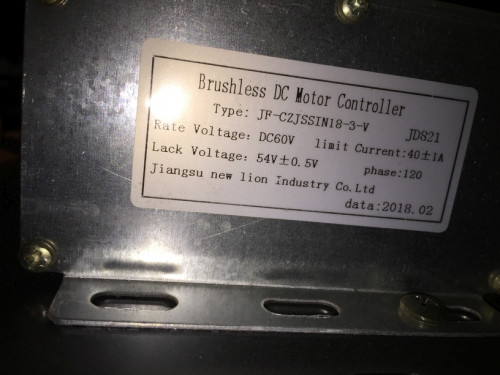 Brushless DC Motor Controller
Type: JF-CZJSSIN18-3-V JD821
Rate Voltage: DC60V limit Current:40±1A
Lack Voltage: 54V±0.5V phase:120
Jiangsu new lion Industry Co.Ltd
data:2018.02